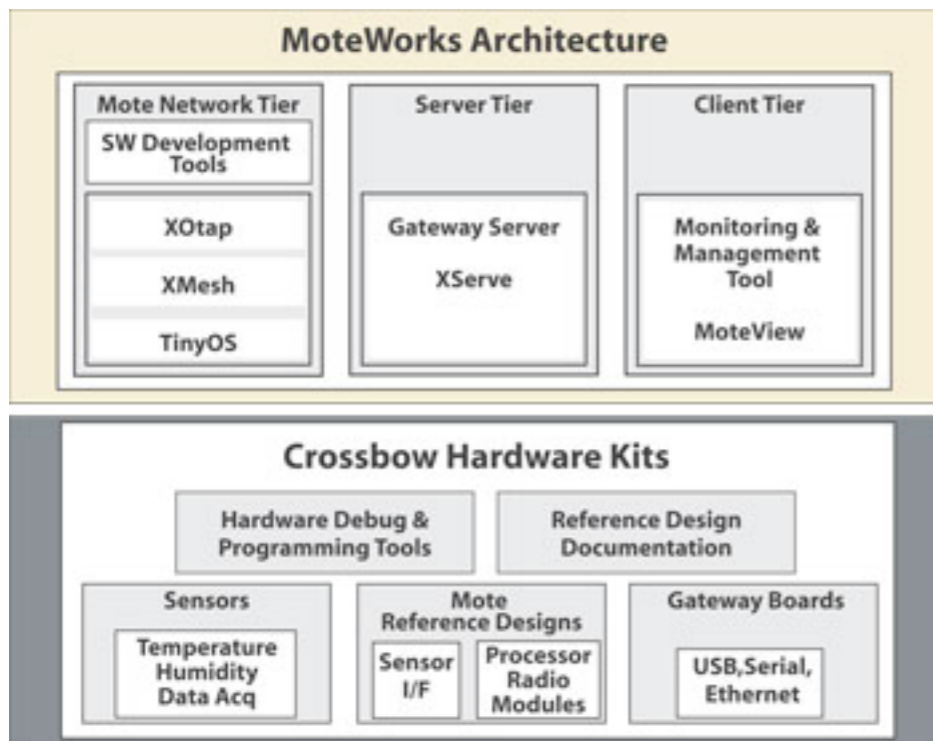 MoteWorks Architecture
Mote Network Tier
SW Development
Tools
XOtap
XMesh
TinyOS
Server Tier
Gateway Server
XServe
Client Tier
Monitoring &
Management
Tool
MoteView
Crossbow Hardware Kits
Hardware Debug &
Programming Tools
Reference Design
Documentation
Sensors
Temperature
Humidity
Data Acq
Mote
Reference Designs
Sensor
I/F
Processor
Radio
Modules
Gateway Boards
USB,Serial,
Ethernet